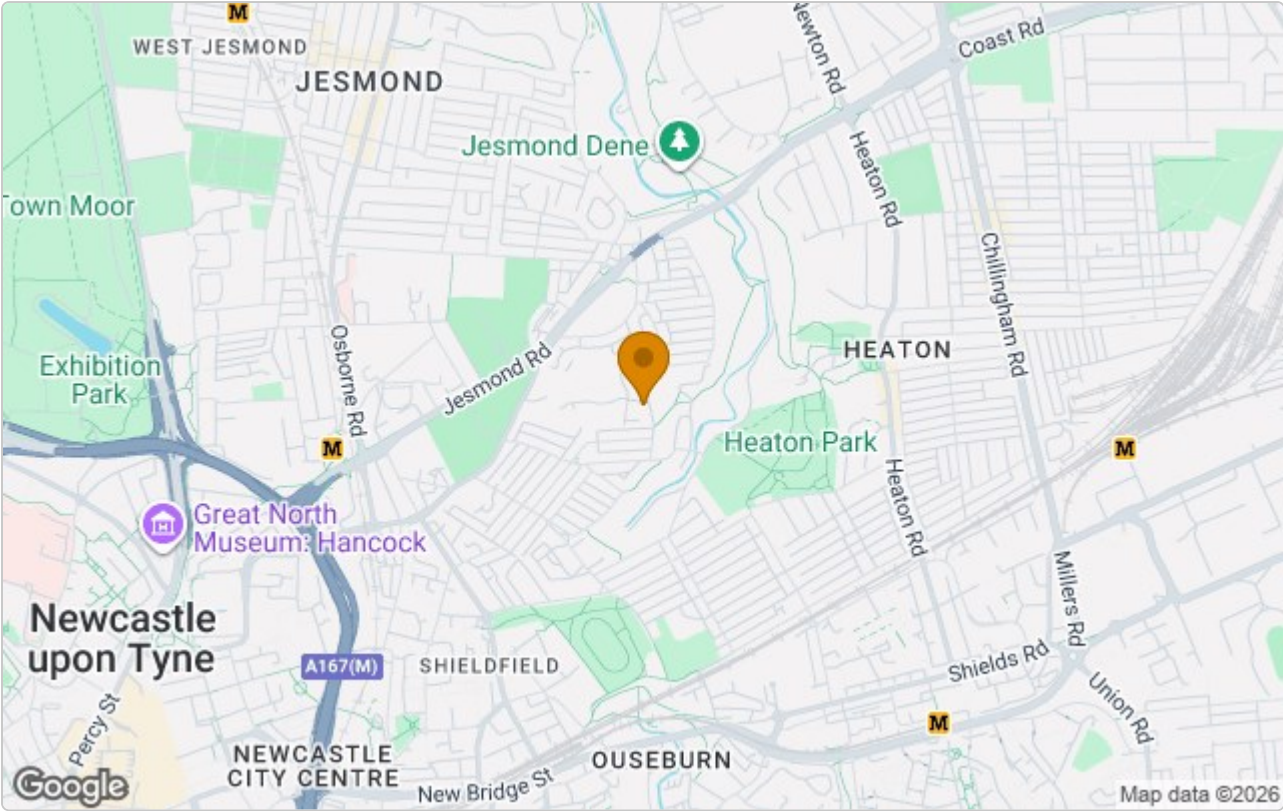 M
WEST JESMOND
JESMOND
Newton Rd
Coast Rd
Jesmond Dene
Heaton Rd
Town Moor
Chillingham Rd
Exhibition
Park
Osborne Rd
Jesmond Rd
HEATON
M
Heaton Park
M
Great North
Museum: Hancock
Heaton Rd
Newcastle
upon Tyne
A167(M)
SHIELDFIELD
Millers Rd
Shields Rd
Union Rd
Percy St
M
NEWCASTLE
CITY CENTRE
OUSEBURN
New Bridge St
Google
Map data ©2026